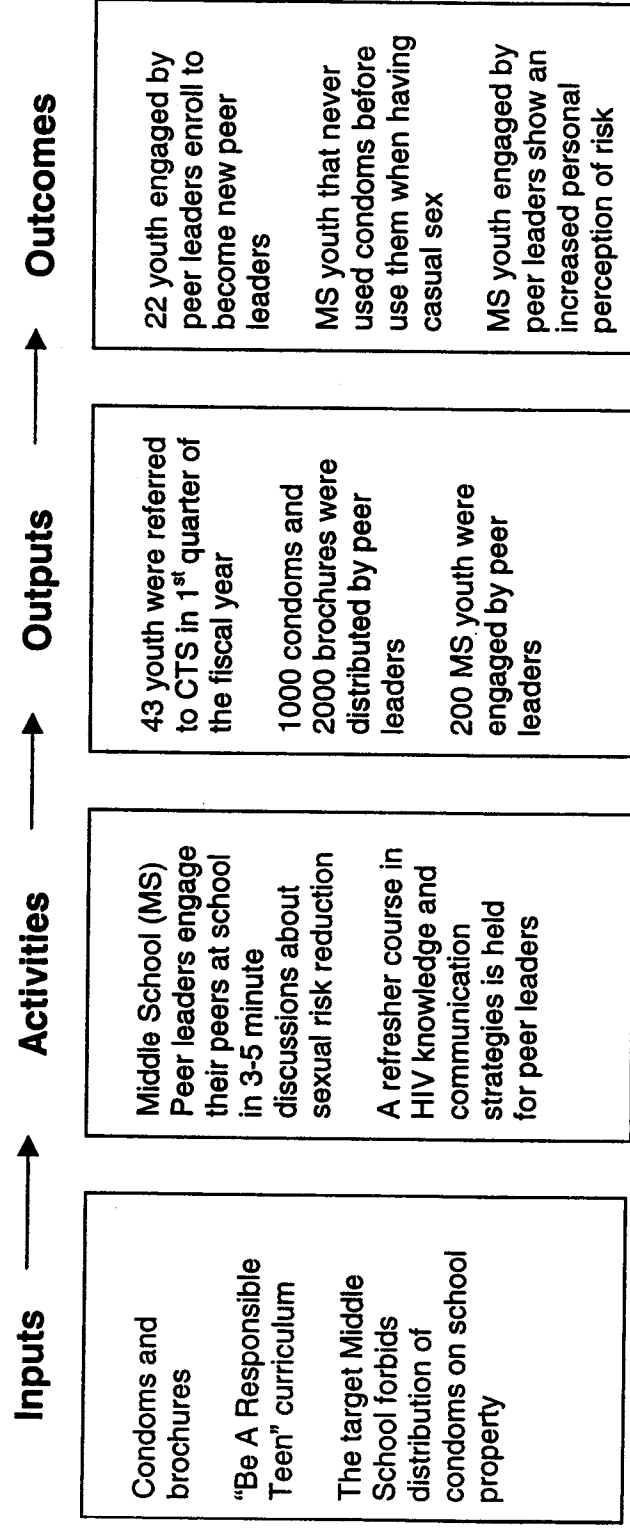 Inputs
Activities
Outputs
Outcomes
Condoms and
brochures
"Be A Responsible
Teen" curriculum
The target Middle
School forbids
distribution of
condoms on school
property
Middle School (MS)
Peer leaders engage
their peers at school
in 3-5 minute
discussions about
sexual risk reduction
A refresher course in
HIV knowledge and
communication
strategies is held
for peer leaders
43 youth were referred
to CTS in 1st quarter of
the fiscal year
1000 condoms and
2000 brochures were
distributed by peer
leaders
200 MS youth were
engaged by peer
leaders
22 youth engaged by
peer leaders enroll to
become new peer
leaders
MS youth that never
used condoms before
use them when having
casual sex
MS youth engaged by
peer leaders show an
increased personal
perception of risk